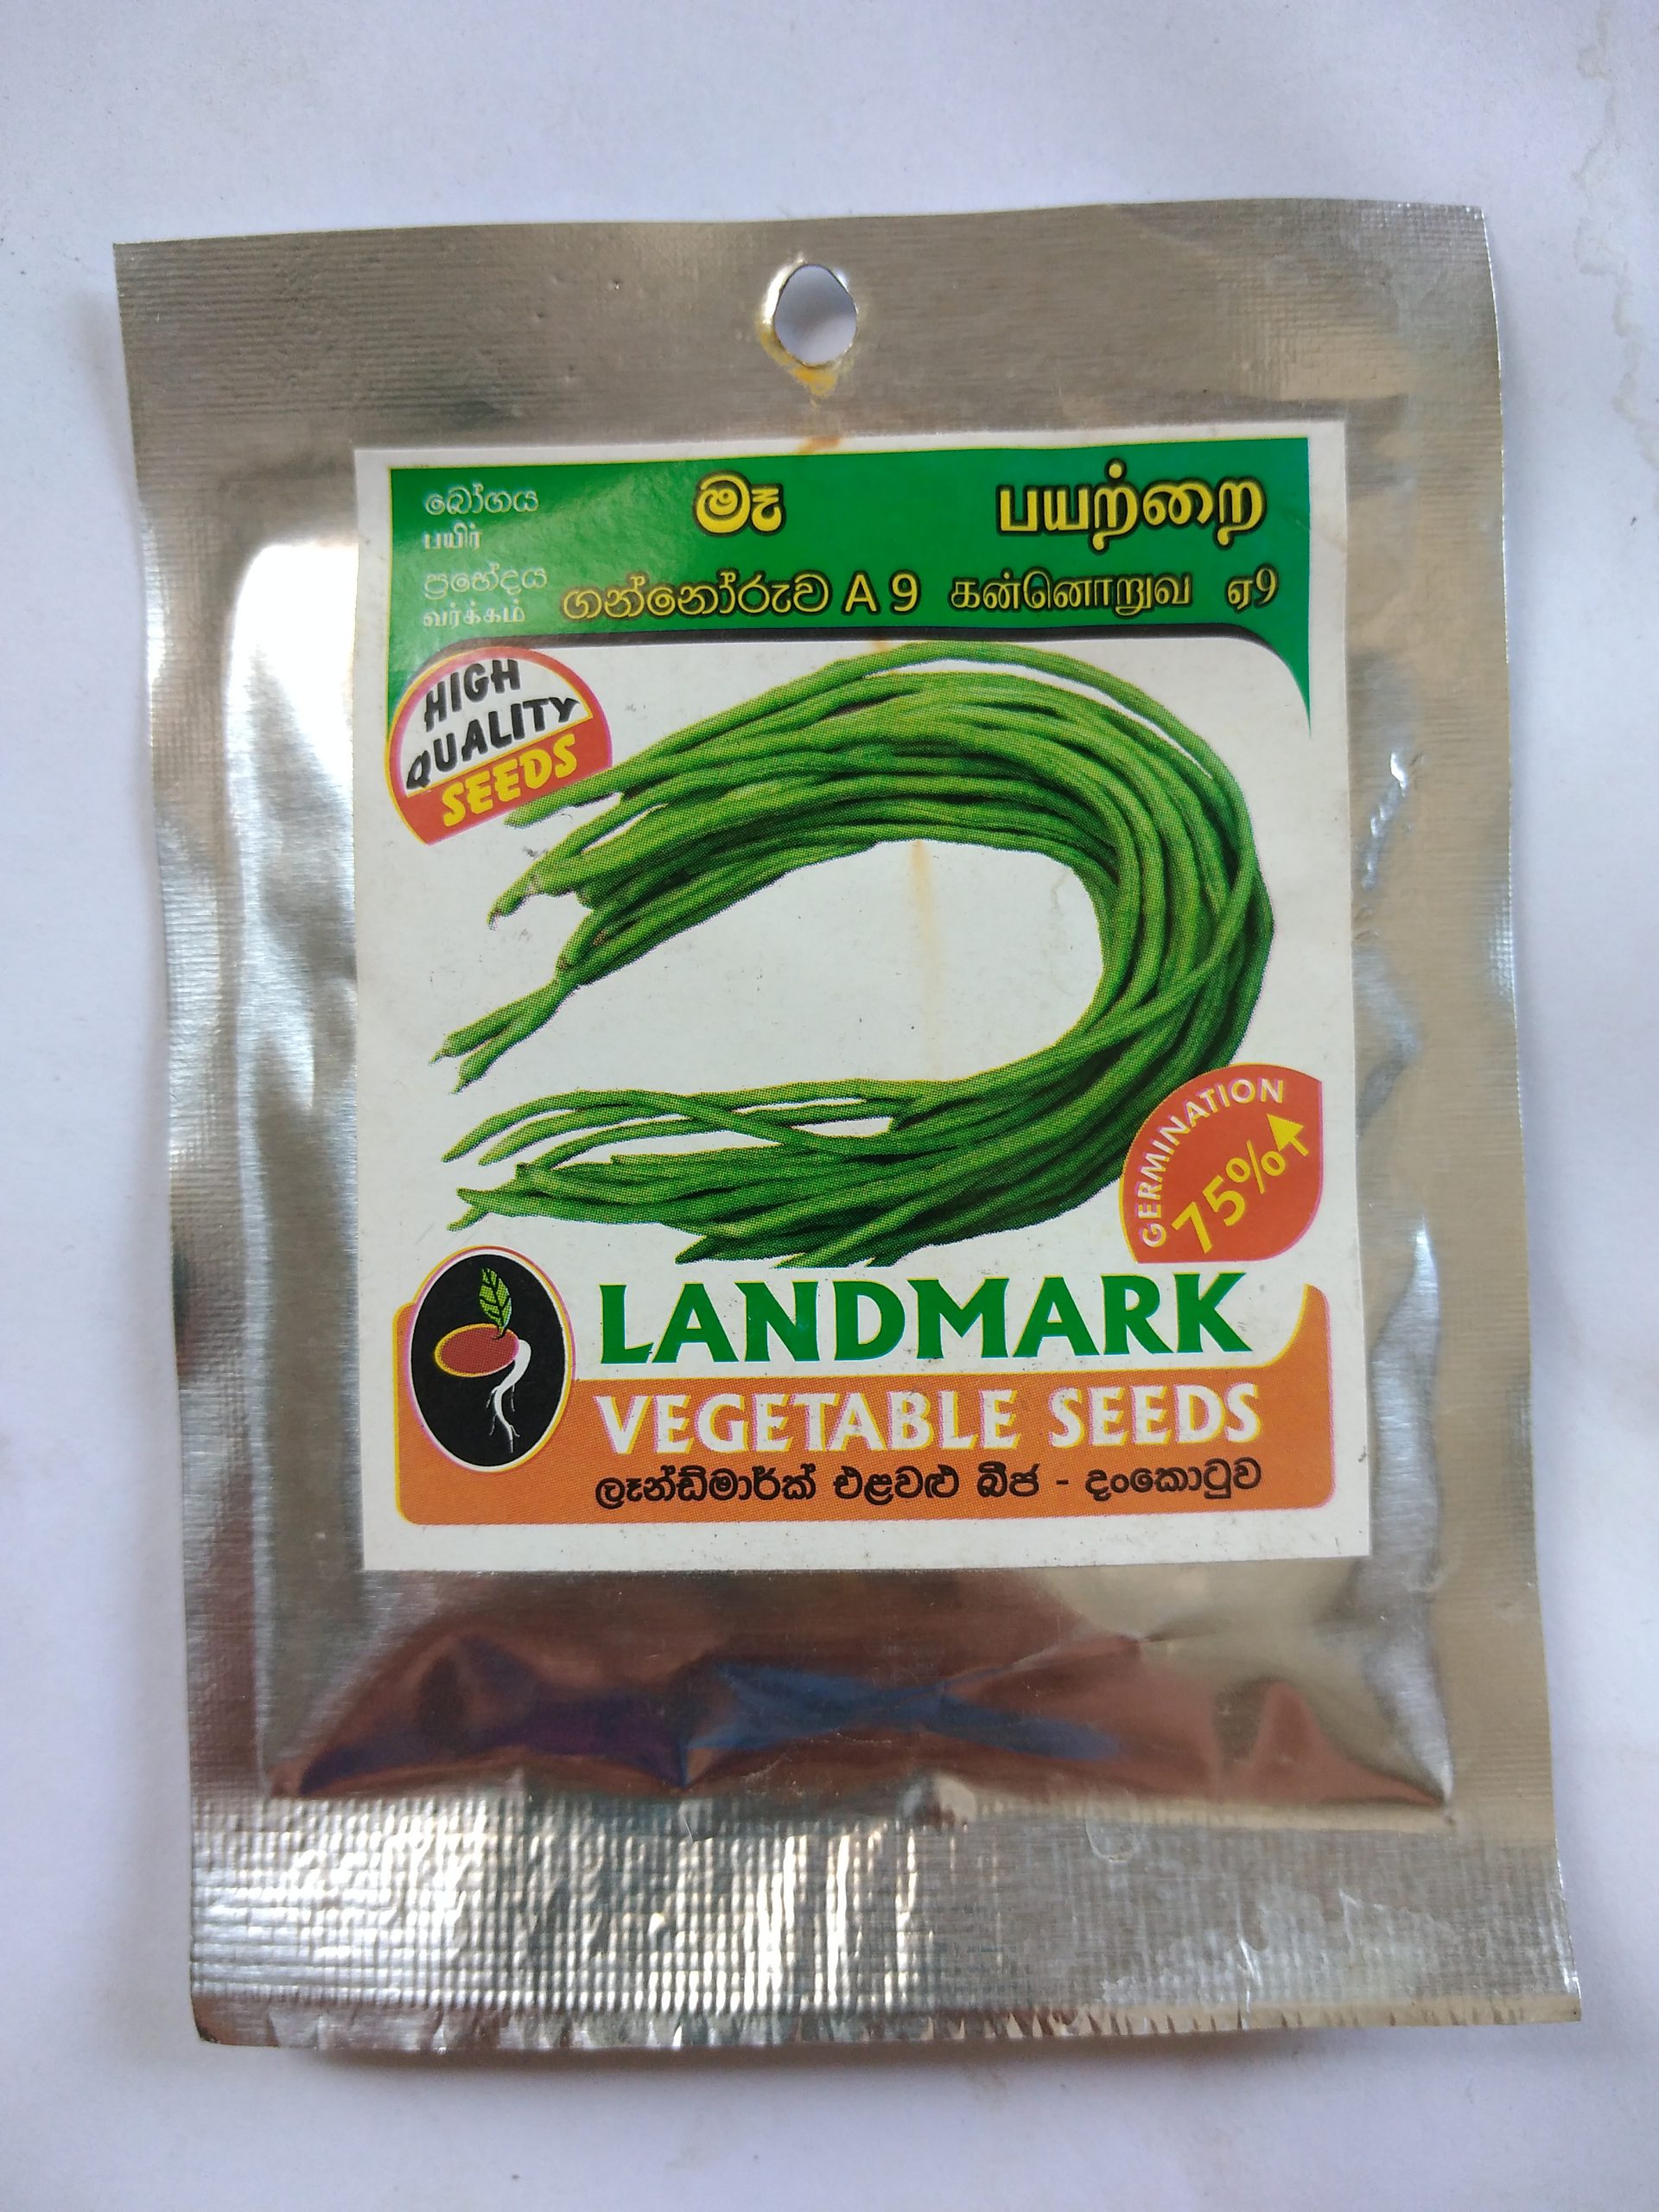 බෝගය මෑ பயற்றை
பயிர்
ප්‍රභේදය ගන්නෝරුව A 9 கன்னொறுவ ஏ9
வர்க்கம்
HIGH
QUALITY
SEEDS
GERMINATION
75%
LANDMARK
VEGETABLE SEEDS
ලෑන්ඩ්මාර්ක් එළවළු බීජ - දංකොටුව